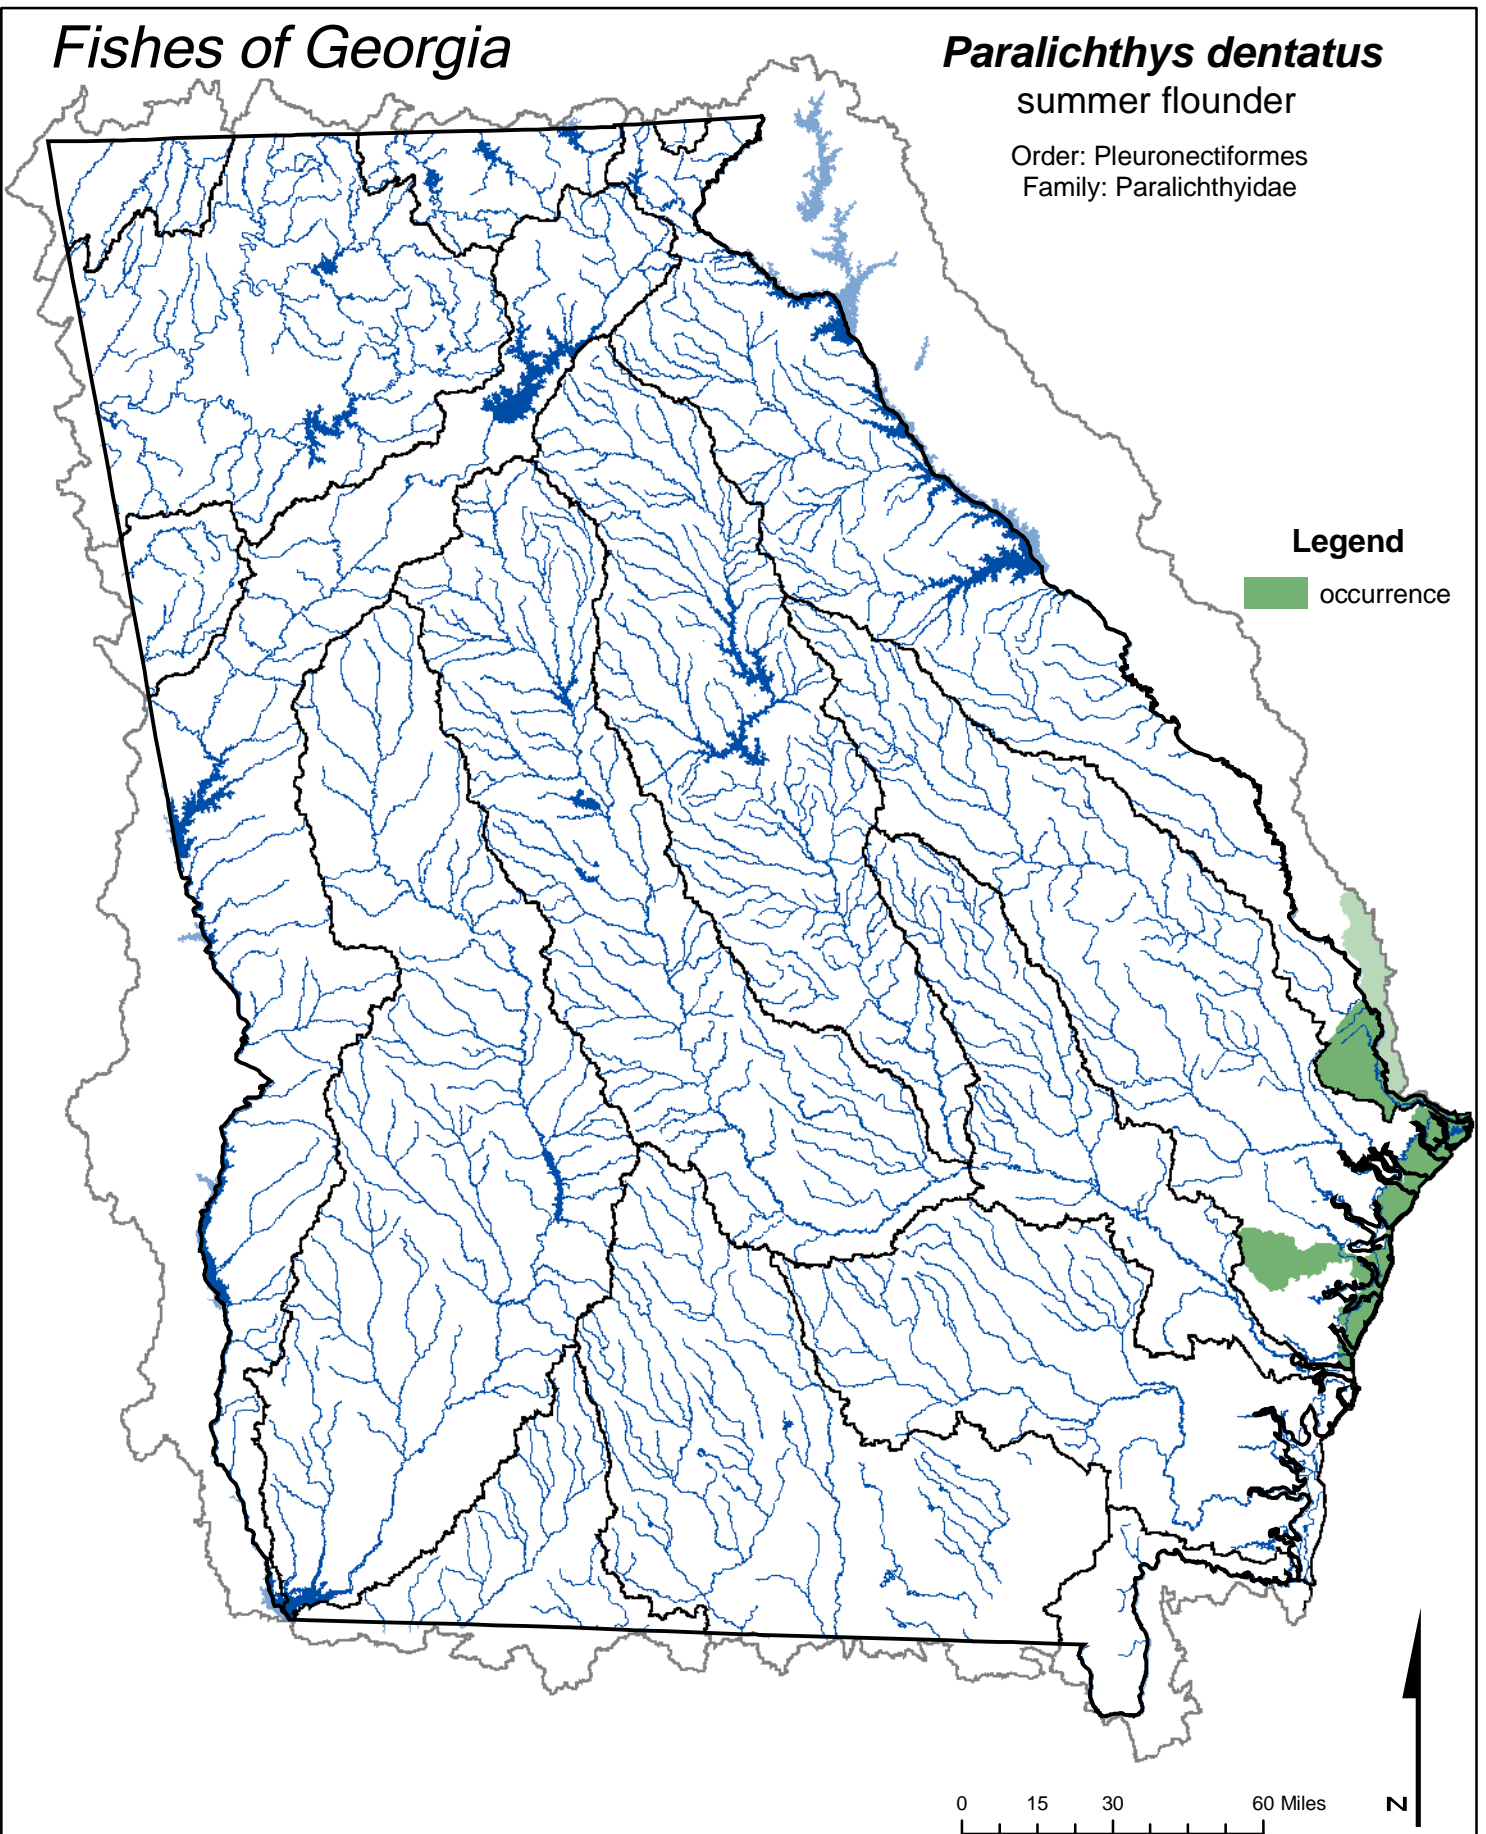 Fishes of Georgia
Paralichthys dentatus
summer flounder
Order: Pleuronectiformes
Family: Paralichthyidae
Legend
occurrence
0 15 30 60 Miles
N